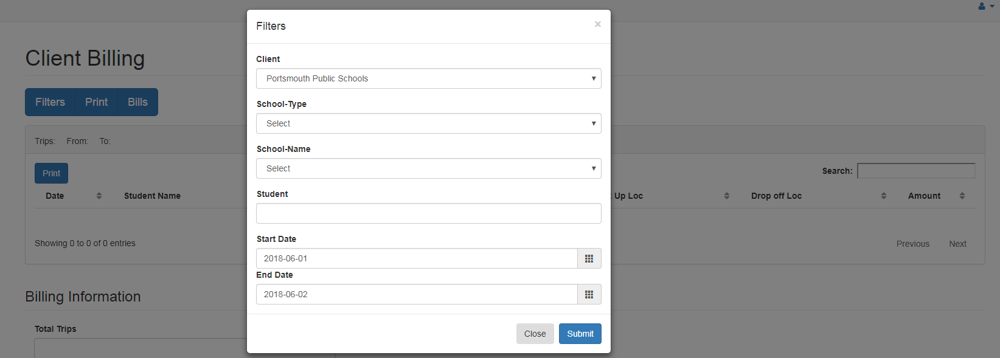 Filters
×
Client
Portsmouth Public Schools
School-Type
Select
School-Name
Select
Student
Start Date
2018-06-01
End Date
2018-06-02
Close Submit
Client Billing
Filters Print Bills
Trips: From: To:
Print
Search:
Date Student Name Up Loc Drop off Loc Amount
Showing 0 to 0 of 0 entries
Previous Next
Billing Information
Total Trips